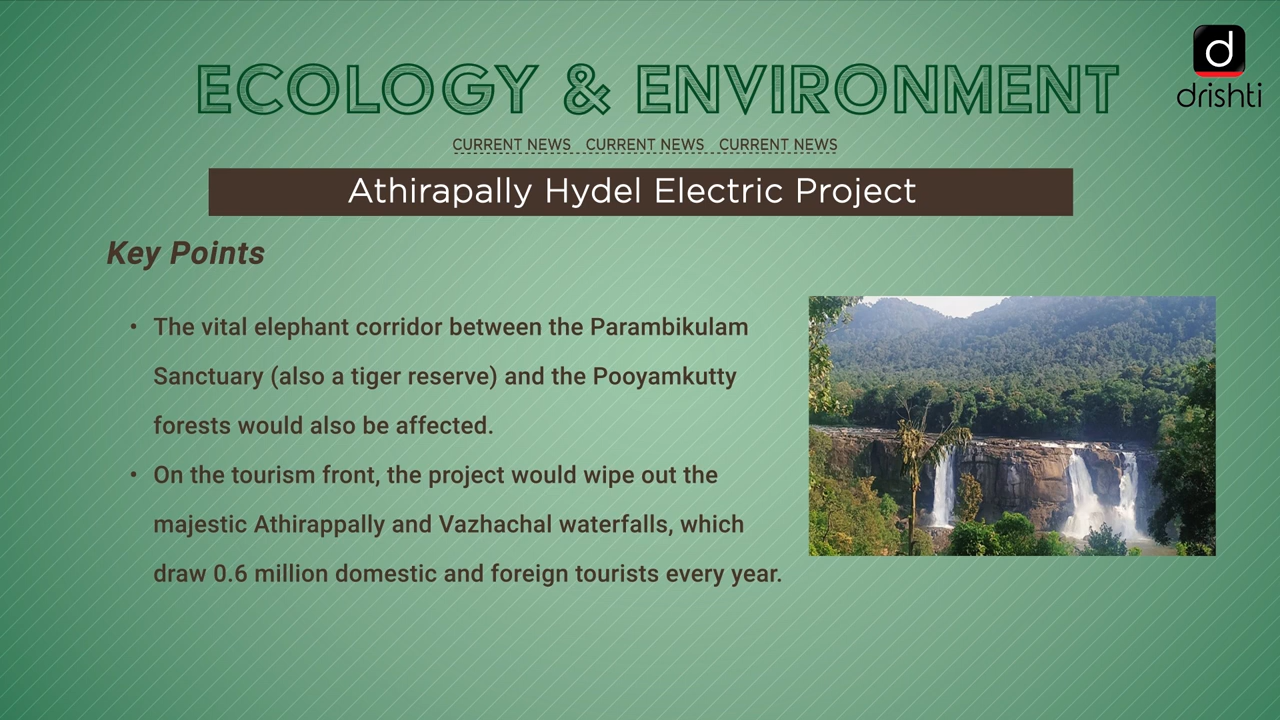 ECOLOGY & ENVIRONMENT
d
drishti
CURRENT NEWS CURRENT NEWS CURRENT NEWS
Athirapally Hydel Electric Project
Key Points
• The vital elephant corridor between the Parambikulam
Sanctuary (also a tiger reserve) and the Pooyamkutty
forests would also be affected.
• On the tourism front, the project would wipe out the
majestic Athirappally and Vazhachal waterfalls, which
draw 0.6 million domestic and foreign tourists every year.